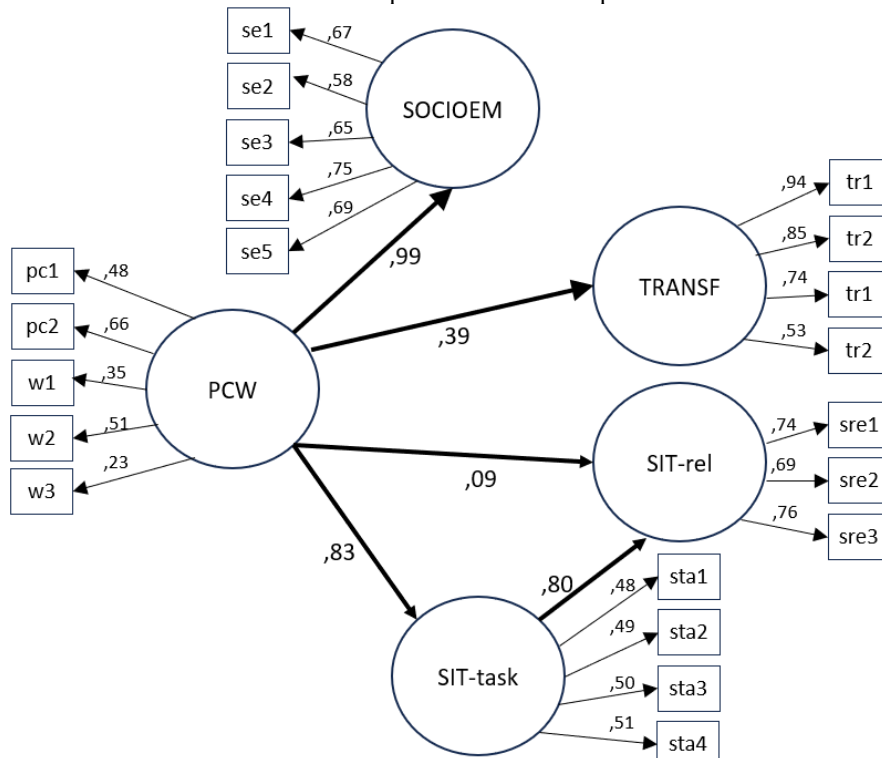 se1
,67
se2
,58
SOCIOEM
se3
,65
se4
,75
se5
,69
,99
tr1
,94
tr2
,85
TRANSF
tr1
,74
tr2
,53
,39
pc1
,48
pc2
,66
w1
,35
PCW
w2
,51
w3
,23
sre1
,74
SIT-rel
sre2
,69
sre3
,76
,09
,83
,80
sta1
,48
sta2
,49
SIT-task
sta3
,50
sta4
,51